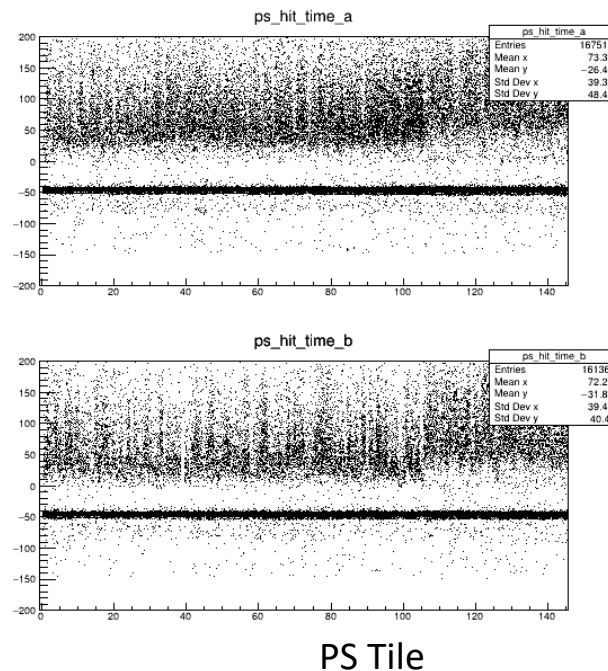 ps_hit_time_a
ps_hit_time_a
Entries 16751
Mean x 73.3
Mean y −26.4
Std Dev x 39.3
Std Dev y 48.4
200
150
100
50
0
−50
−100
−150
−200
0 20 40 60 80 100 120 140
ps_hit_time_b
ps_hit_time_b
Entries 16136
Mean x 72.2
Mean y −31.8
Std Dev x 39.4
Std Dev y 40.4
200
150
100
50
0
−50
−100
−150
−200
0 20 40 60 80 100 120 140
PS Tile